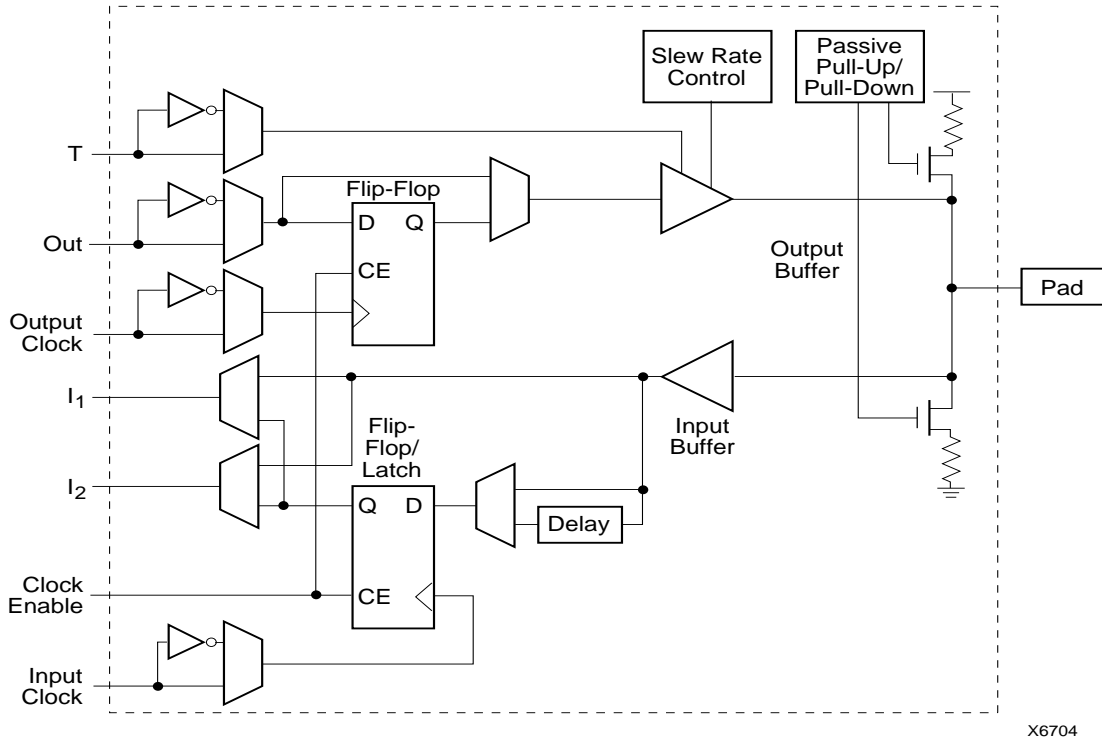 Slew Rate
Control
Passive
Pull-Up/
Pull-Down
T
Flip-Flop
D Q
Out
CE
Output
Buffer
Pad
Output
Clock
I1
Flip-
Flop/
Latch
Input
Buffer
I2
Q D
Delay
Clock
Enable
CE
Input
Clock
X6704